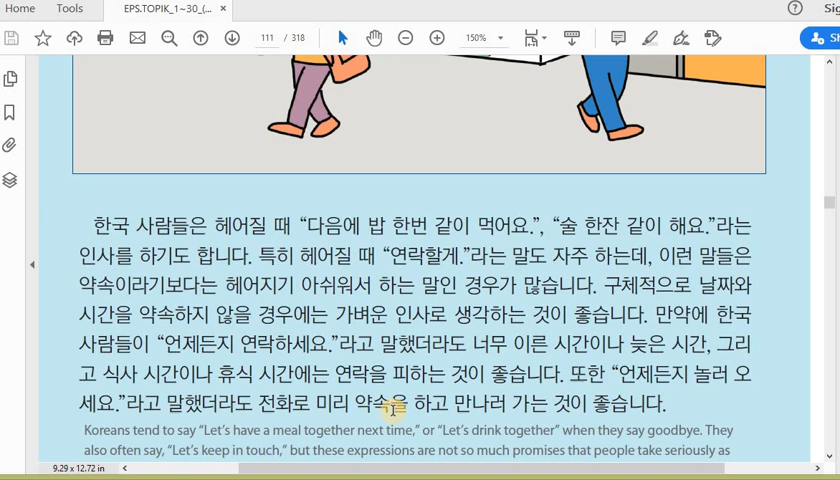 Home Tools EPS.TOPIK_1~30_(... × Sig
111 / 318 150% Sh
한국 사람들은 헤어질 때 “다음에 밥 한번 같이 먹어요.”, “술 한잔 같이 해요.”라는
인사를 하기도 합니다. 특히 헤어질 때 “연락할게.”라는 말도 자주 하는데, 이런 말들은
약속이라기보다는 헤어지기 아쉬워서 하는 말인 경우가 많습니다. 구체적으로 날짜와
시간을 약속하지 않을 경우에는 가벼운 인사로 생각하는 것이 좋습니다. 만약에 한국
사람들이 “언제든지 연락하세요.”라고 말했더라도 너무 이른 시간이나 늦은 시간, 그리
고 식사 시간이나 휴식 시간에는 연락을 피하는 것이 좋습니다. 또한 “언제든지 놀러 오
세요.”라고 말했더라도 전화로 미리 약속을 하고 만나러 가는 것이 좋습니다.
Koreans tend to say “Let’s have a meal together next time,” or “Let’s drink together” when they say goodbye. They
also often say, “Let’s keep in touch,” but these expressions are not so much promises that people take seriously as
9.29 x 12.72 in